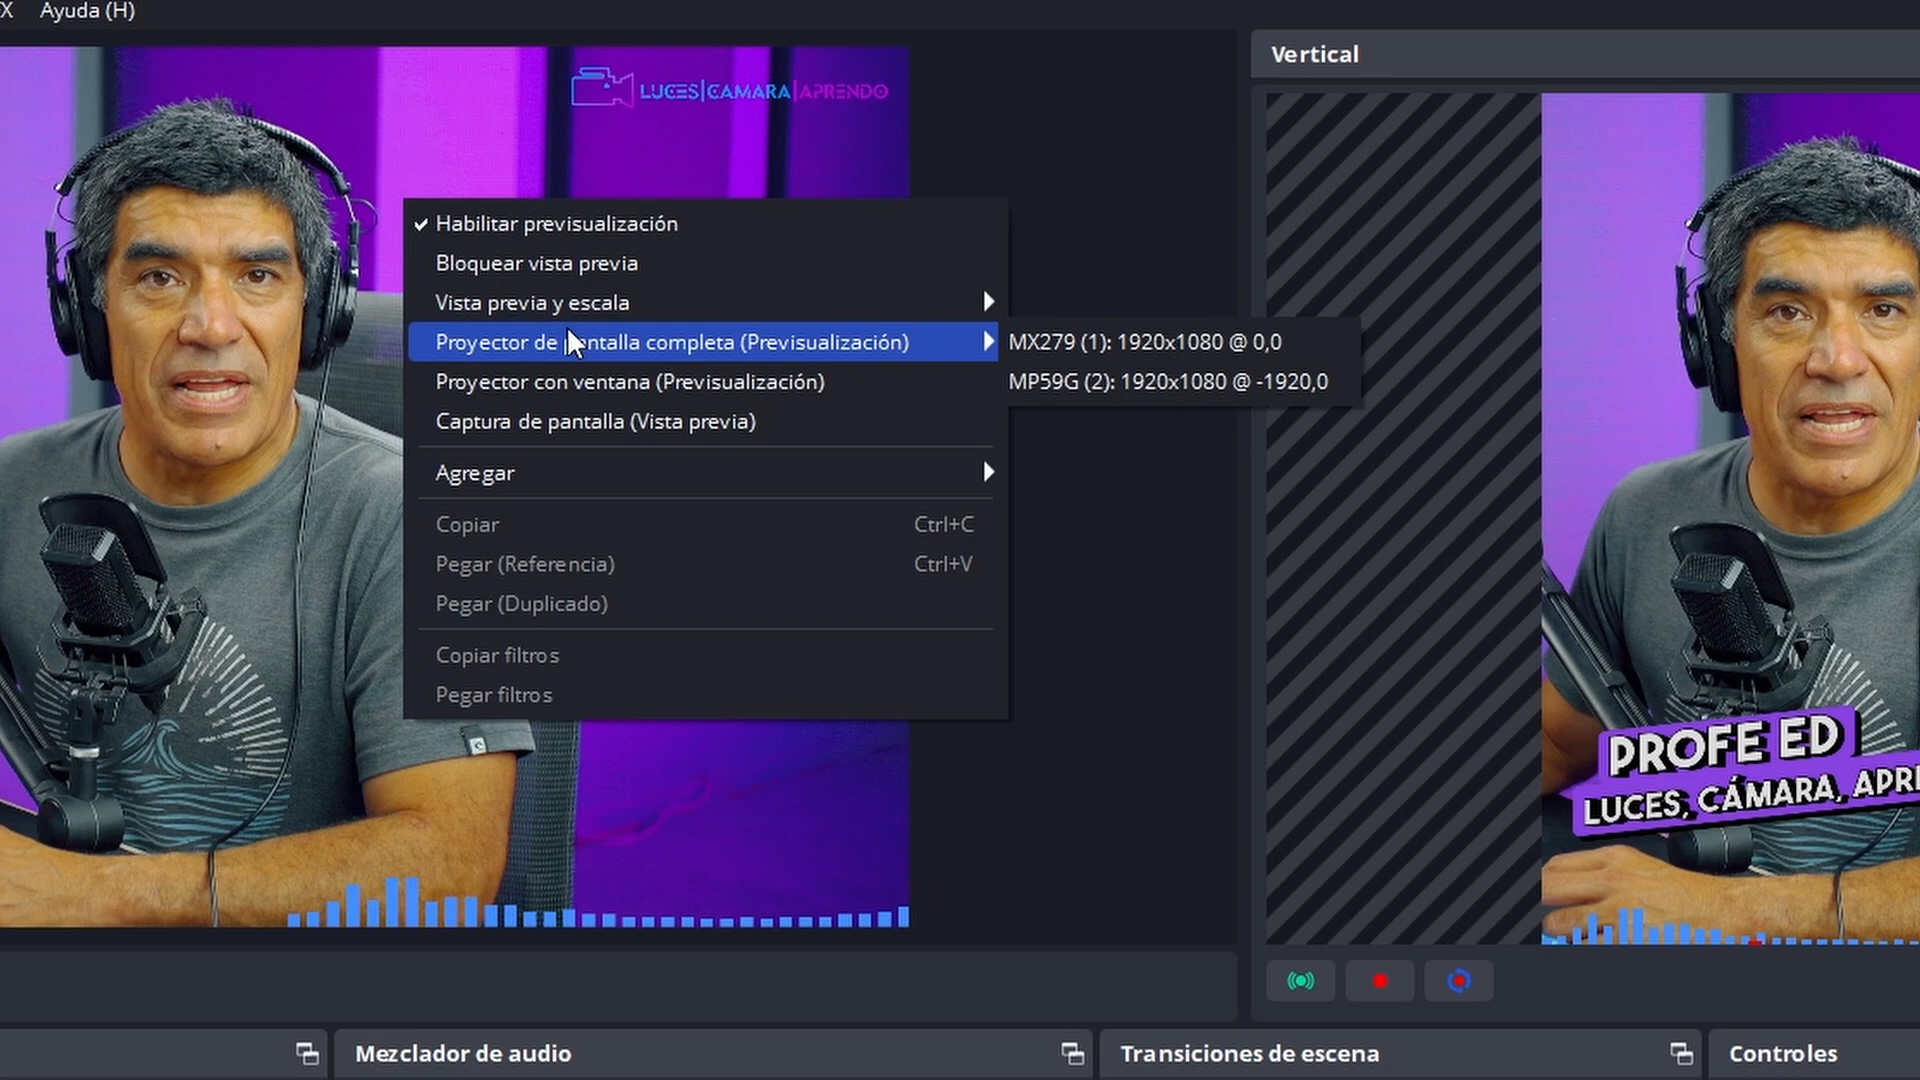 X Ayuda (H)
LUCES|CAMARA|APRENDO
Vertical
Habilitar previsualización
Bloquear vista previa
Vista previa y escala
Proyector de pantalla completa (Previsualización)
MX279 (1): 1920x1080 @ 0,0
MP59G (2): 1920x1080 @ -1920,0
Proyector con ventana (Previsualización)
Captura de pantalla (Vista previa)
Agregar
Copiar Ctrl+C
Pegar (Referencia) Ctrl+V
Pegar (Duplicado)
Copiar filtros
Pegar filtros
PROFE ED
LUCES, CÁMARA, APRE
Mezclador de audio
Transiciones de escena
Controles